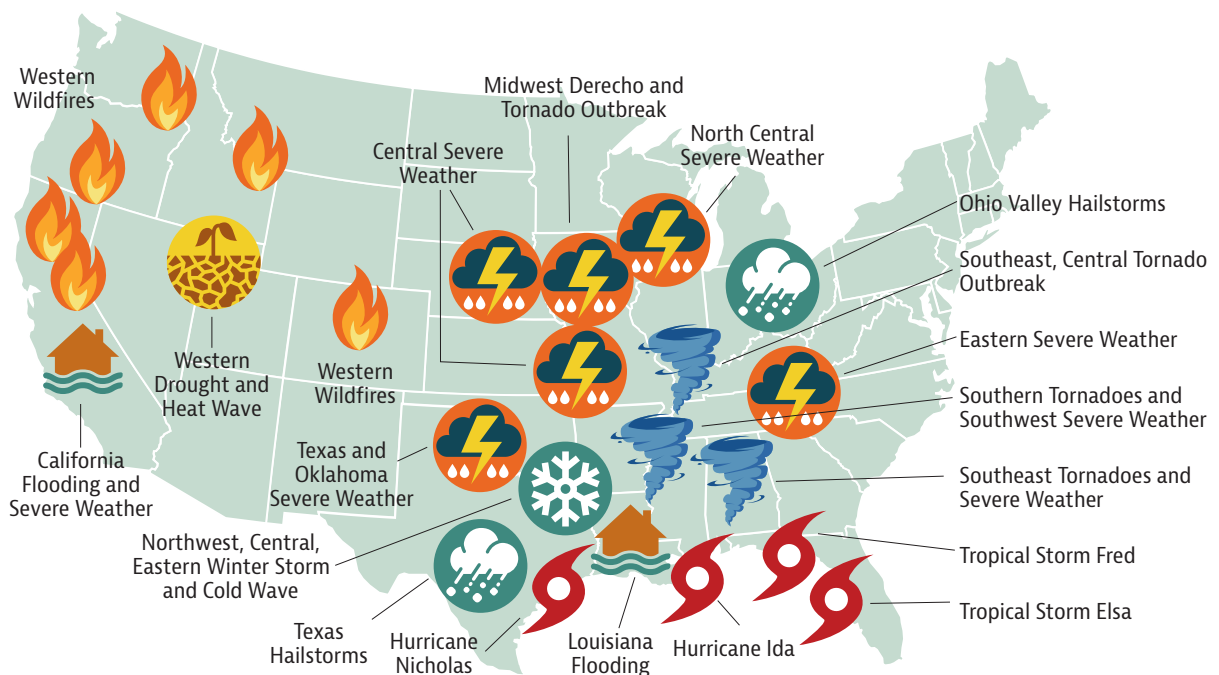 Western
Wildfires
Midwest Derecho and
Tornado Outbreak
North Central
Severe Weather
Central Severe
Weather
Ohio Valley Hailstorms
Southeast, Central Tornado
Outbreak
Eastern Severe Weather
Western
Drought and
Heat Wave
Western
Wildfires
Southern Tornadoes and
Southwest Severe Weather
California
Flooding and
Severe Weather
Texas and
Oklahoma
Severe Weather
Southeast Tornadoes and
Severe Weather
Northwest, Central,
Eastern Winter Storm
and Cold Wave
Tropical Storm Fred
Tropical Storm Elsa
Texas
Hailstorms
Hurricane
Nicholas
Louisiana
Flooding
Hurricane Ida